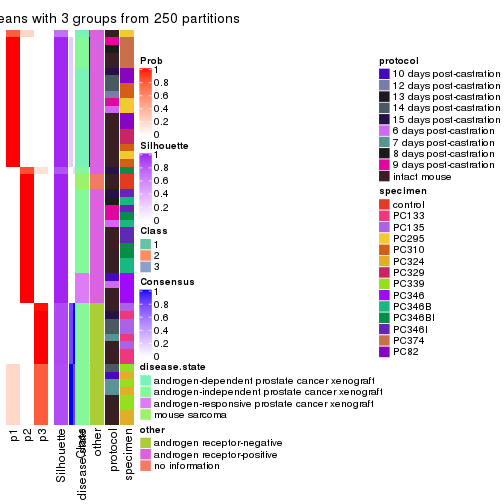 eans with 3 groups from 250 partitions
Prob
1
0.8
0.6
0.4
0.2
0
Silhouette
1
0.8
0.6
0.4
0.2
0
Class
1
2
3
Consensus
1
0.8
0.6
0.4
0.2
0
disease.state
androgen-dependent prostate cancer xenograft
androgen-independent prostate cancer xenograft
androgen-responsive prostate cancer xenograft
mouse sarcoma
other
androgen receptor-negative
androgen receptor-positive
no information
protocol
10 days post-castration
12 days post-castration
13 days post-castration
14 days post-castration
15 days post-castration
6 days post-castration
7 days post-castration
8 days post-castration
9 days post-castration
intact mouse
specimen
control
PC133
PC135
PC295
PC310
PC324
PC329
PC339
PC346
PC346B
PC346BI
PC346I
PC374
PC82
p1
p2
p3
Silhouette
disease.state
Class
other
protocol
specimen